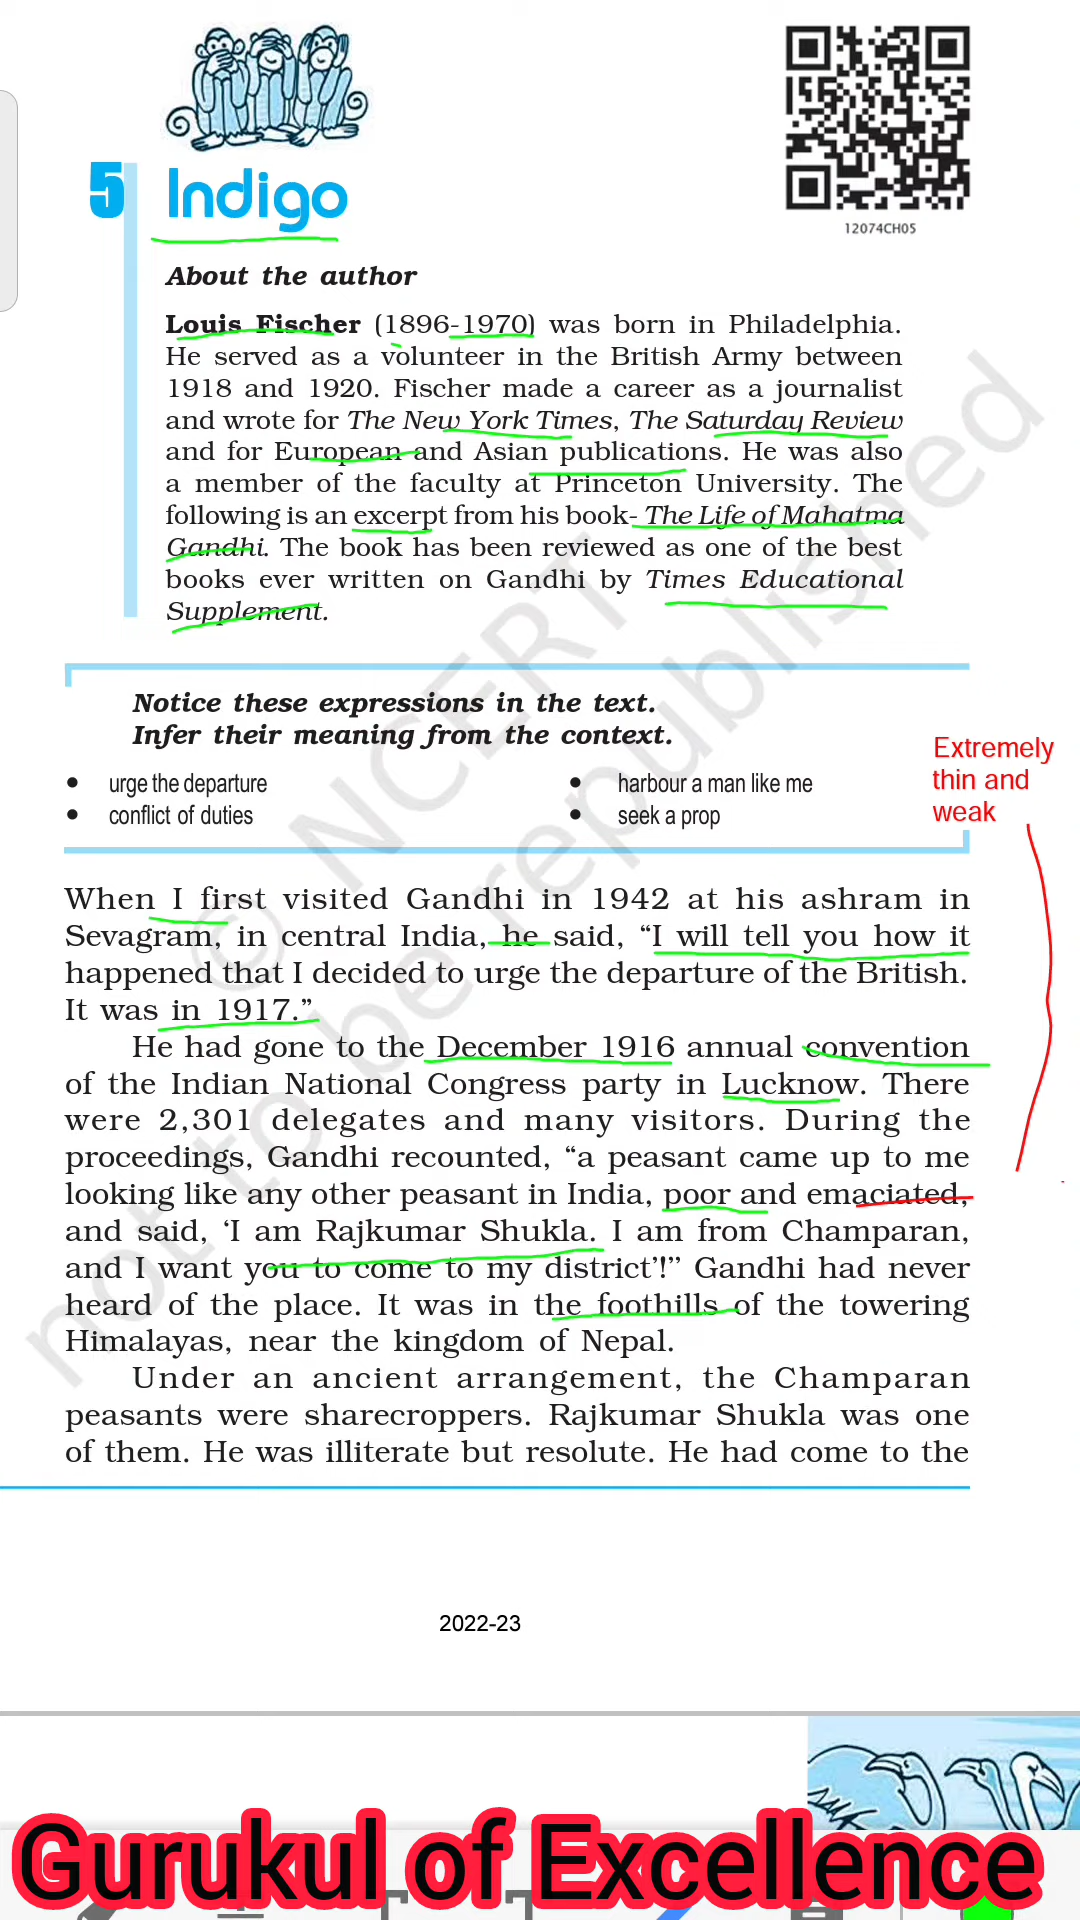 12074CH05
5 Indigo
About the author
Louis Fischer (1896-1970) was born in Philadelphia.
He served as a volunteer in the British Army between
1918 and 1920. Fischer made a career as a journalist
and wrote for The New York Times, The Saturday Review
and for European and Asian publications. He was also
a member of the faculty at Princeton University. The
following is an excerpt from his book- The Life of Mahatma
Gandhi. The book has been reviewed as one of the best
books ever written on Gandhi by Times Educational
Supplement.
Notice these expressions in the text.
Infer their meaning from the context.
• urge the departure
• harbour a man like me
• conflict of duties
• seek a prop
Extremely
thin and
weak
When I first visited Gandhi in 1942 at his ashram in
Sevagram, in central India, he said, “I will tell you how it
happened that I decided to urge the departure of the British.
It was in 1917.”
He had gone to the December 1916 annual convention
of the Indian National Congress party in Lucknow. There
were 2,301 delegates and many visitors. During the
proceedings, Gandhi recounted, “a peasant came up to me
looking like any other peasant in India, poor and emaciated,
and said, ‘I am Rajkumar Shukla. I am from Champaran,
and I want you to come to my district’!” Gandhi had never
heard of the place. It was in the foothills of the towering
Himalayas, near the kingdom of Nepal.
Under an ancient arrangement, the Champaran
peasants were sharecroppers. Rajkumar Shukla was one
of them. He was illiterate but resolute. He had come to the
© NCERT
not to be republished
2022-23
Gurukul of Excellence